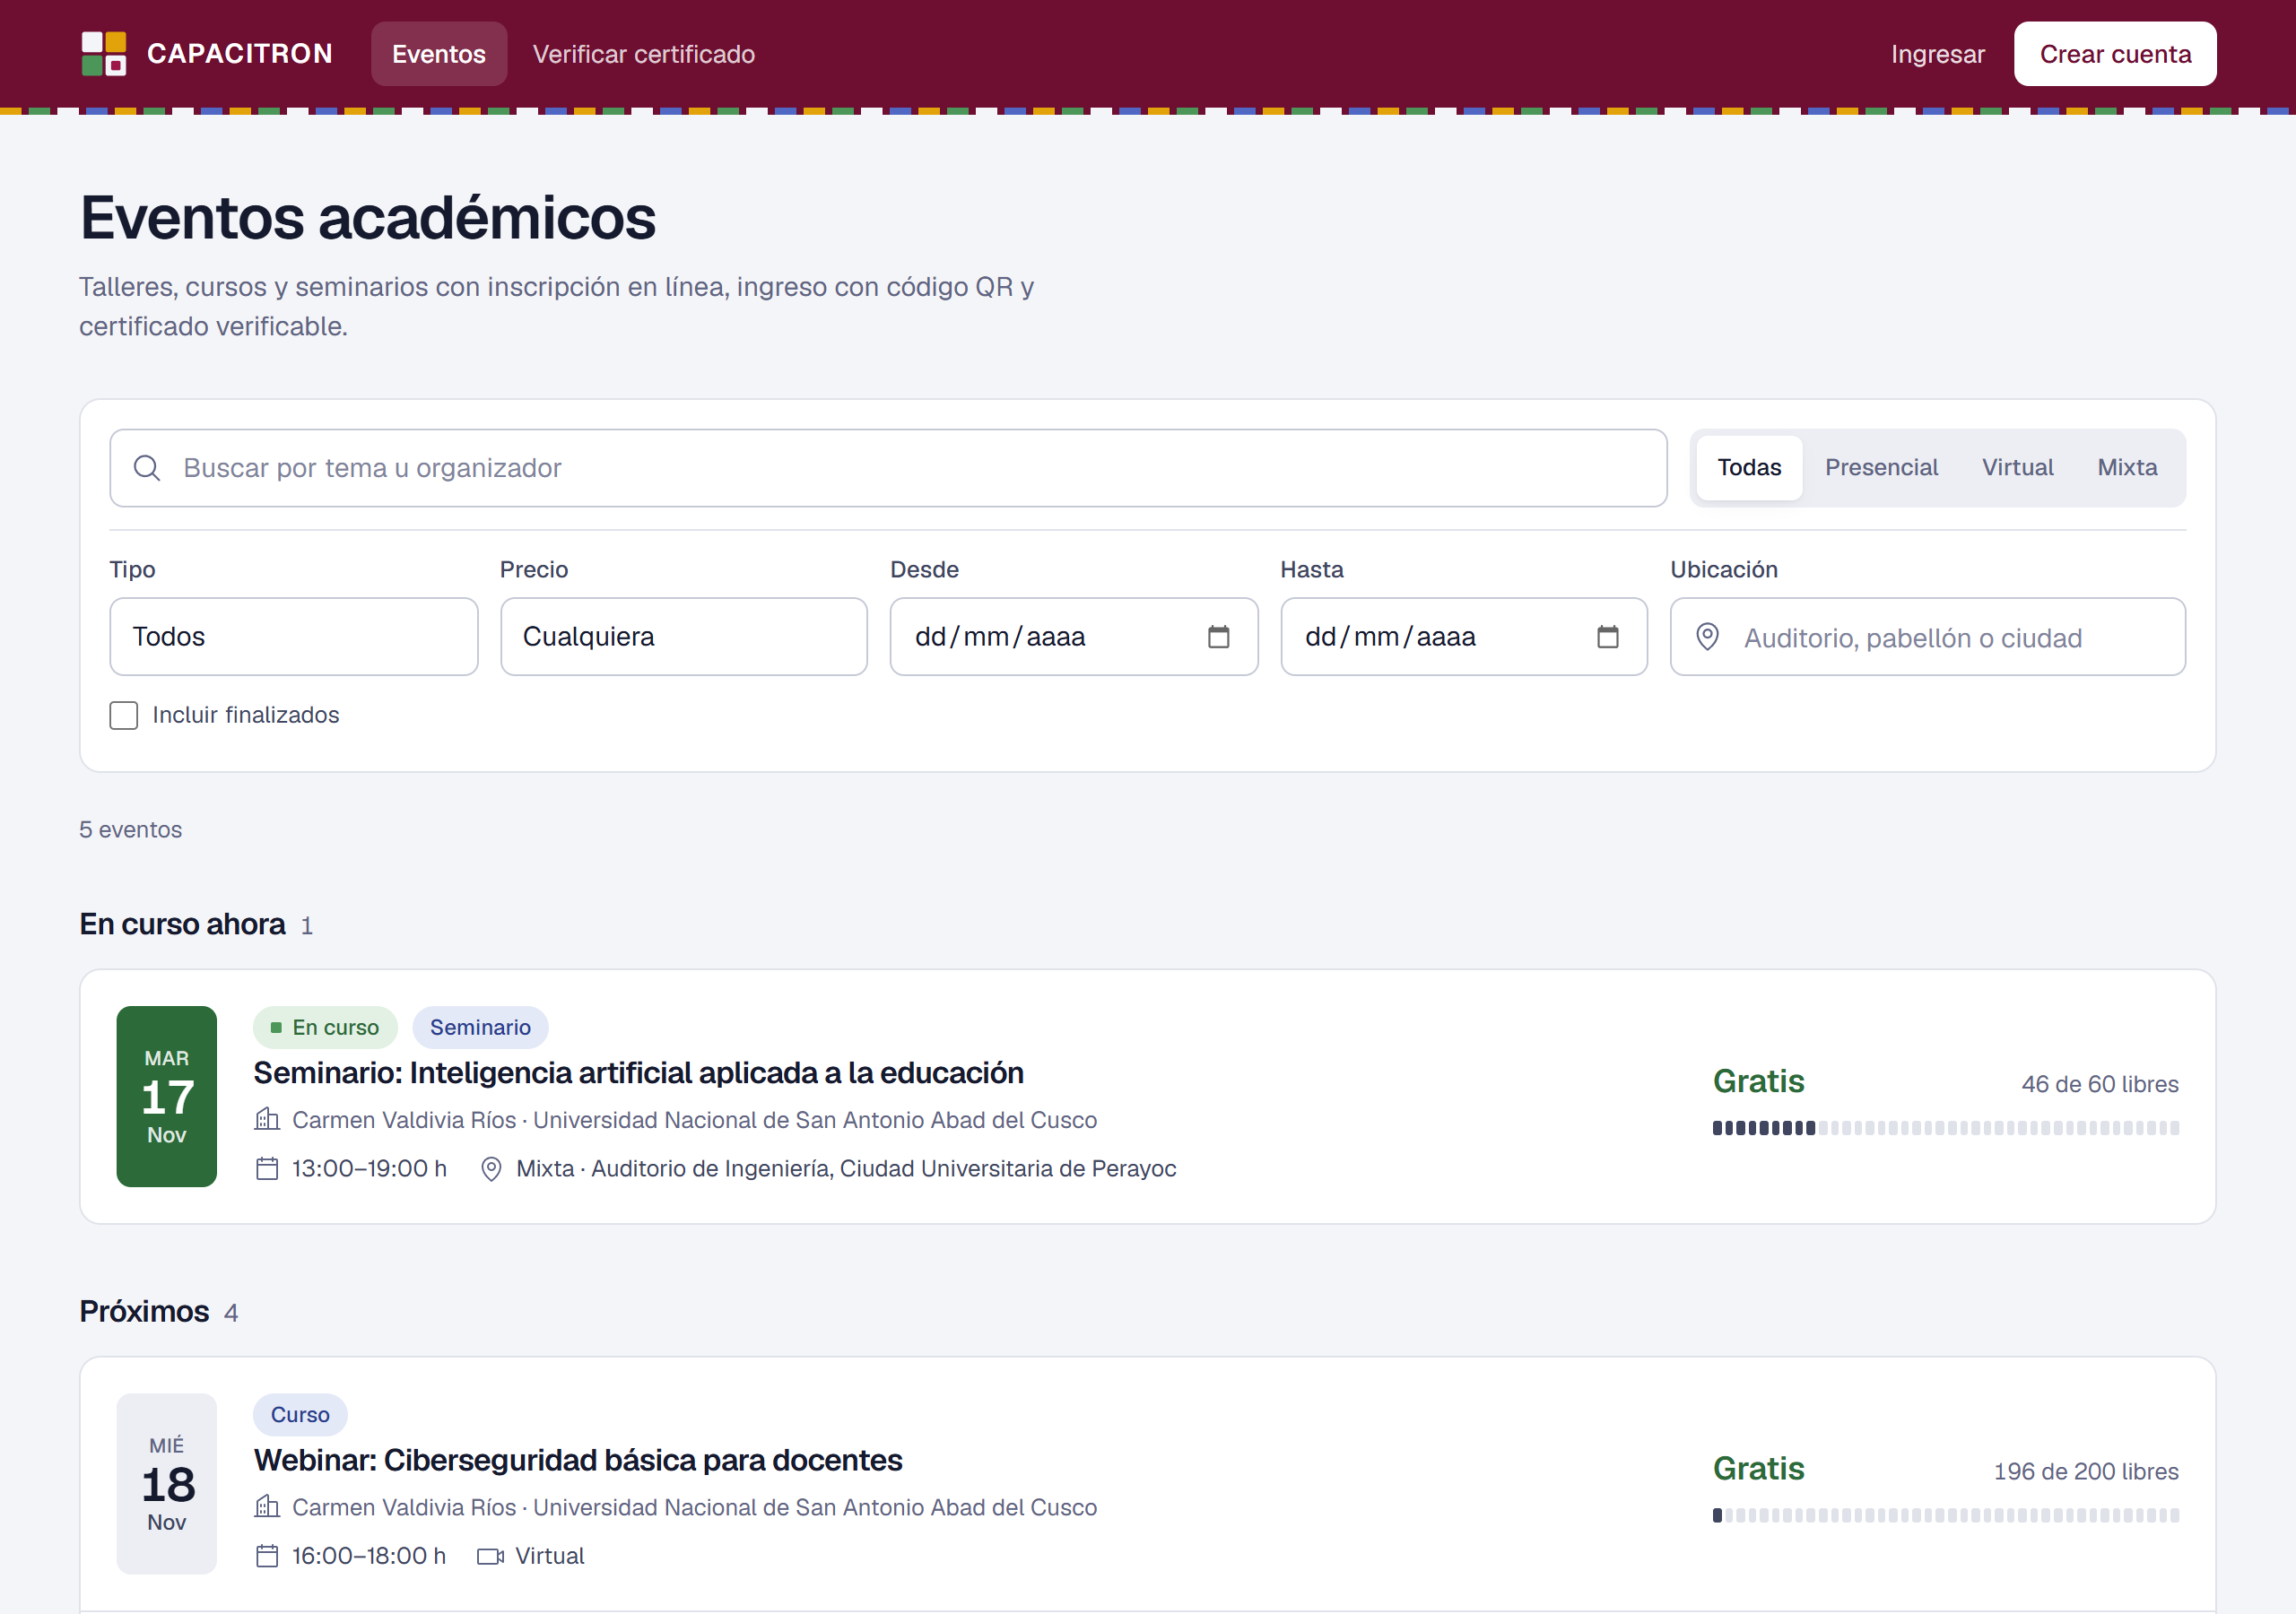 CAPACITRON
Eventos
Verificar certificado
Ingresar
Crear cuenta
Eventos académicos
Talleres, cursos y seminarios con inscripción en línea, ingreso con código QR y
certificado verificable.
Buscar por tema u organizador
Todas
Presencial
Virtual
Mixta
Tipo
Precio
Desde
Hasta
Ubicación
Todos
Cualquiera
dd/mm/aaaa
dd/mm/aaaa
Auditorio, pabellón o ciudad
Incluir finalizados
5 eventos
En curso ahora 1
MAR
17
Nov
En curso
Seminario
Seminario: Inteligencia artificial aplicada a la educación
Carmen Valdivia Ríos · Universidad Nacional de San Antonio Abad del Cusco
13:00–19:00 h
Mixta · Auditorio de Ingeniería, Ciudad Universitaria de Perayoc
Gratis
46 de 60 libres
Próximos 4
MIÉ
18
Nov
Curso
Webinar: Ciberseguridad básica para docentes
Carmen Valdivia Ríos · Universidad Nacional de San Antonio Abad del Cusco
16:00–18:00 h
Virtual
Gratis
196 de 200 libres